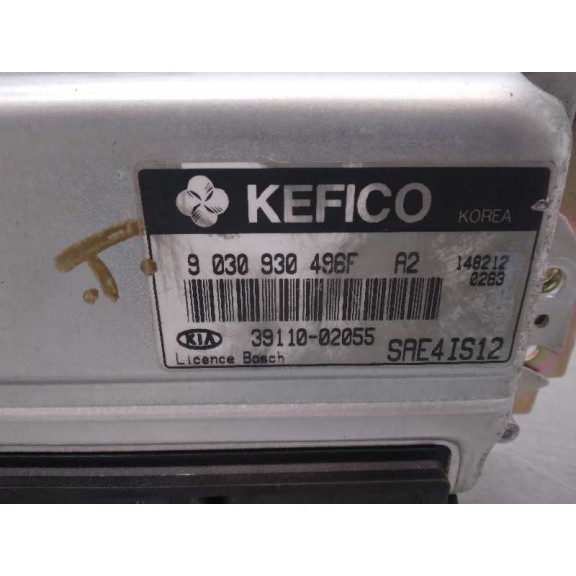 KEFICO KOREA
9 030 930 496F A2 148212
0283
KIA 39110-02055
Licence Bosch SAE4IS12